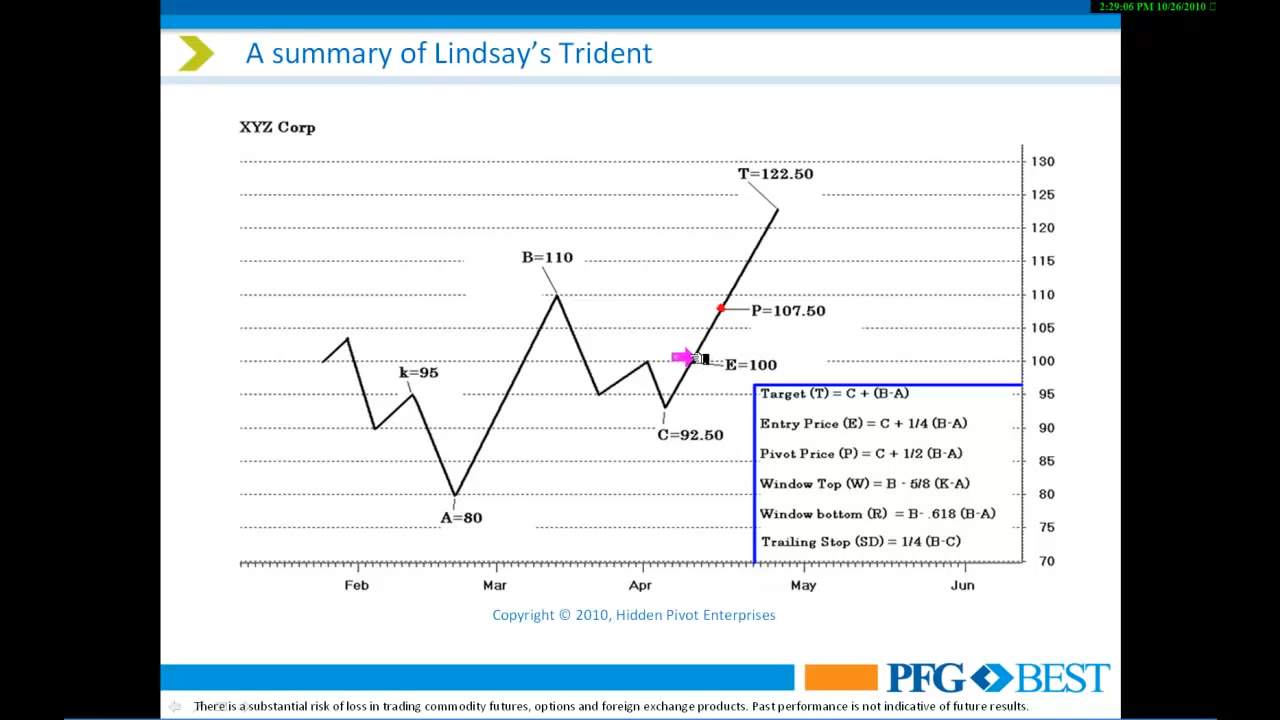 2:29:06 PM 10/26/2010
A summary of Lindsay's Trident
XYZ Corp
130
T=122.50
125
120
B=110
115
110
P=107.50
105
k=95
E=100
100
Target (T) = C + (B-A)
95
Entry Price (E) = C + 1/4 (B-A)
C=92.50
90
Pivot Price (P) = C + 1/2 (B-A)
85
Window Top (W) = B - 5/8 (K-A)
80
A=80
Window bottom (R) = B- .618 (B-A)
75
Trailing Stop (SD) = 1/4 (B-C)
70
Feb Mar Apr May Jun
Copyright © 2010, Hidden Pivot Enterprises
PFG BEST
There is a substantial risk of loss in trading commodity futures, options and foreign exchange products. Past performance is not indicative of future results.